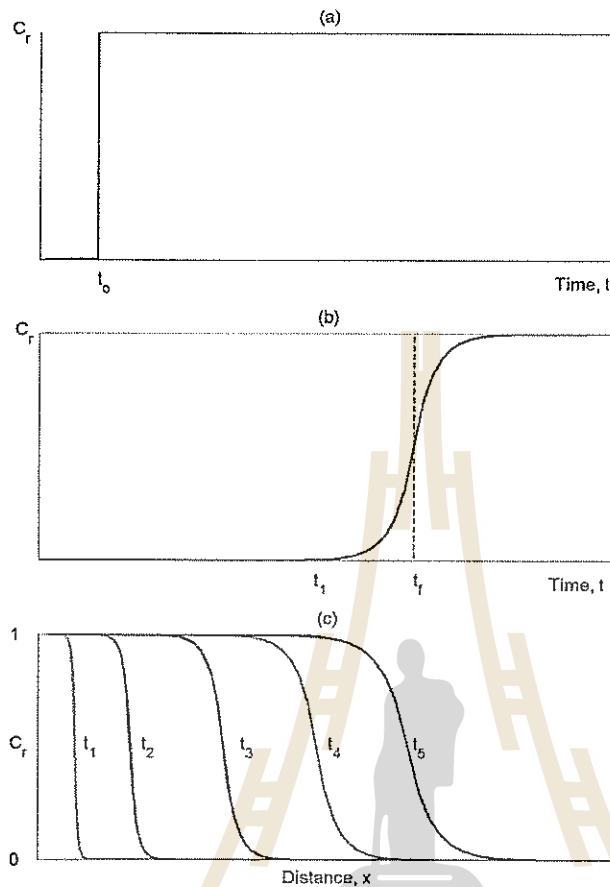 (a)
C_r
t_o
Time, t
(b)
C_r
t_1
t_f
Time, t
(c)
1
C_r
t_1 t_2 t_3 t_4 t_5
0
Distance, x